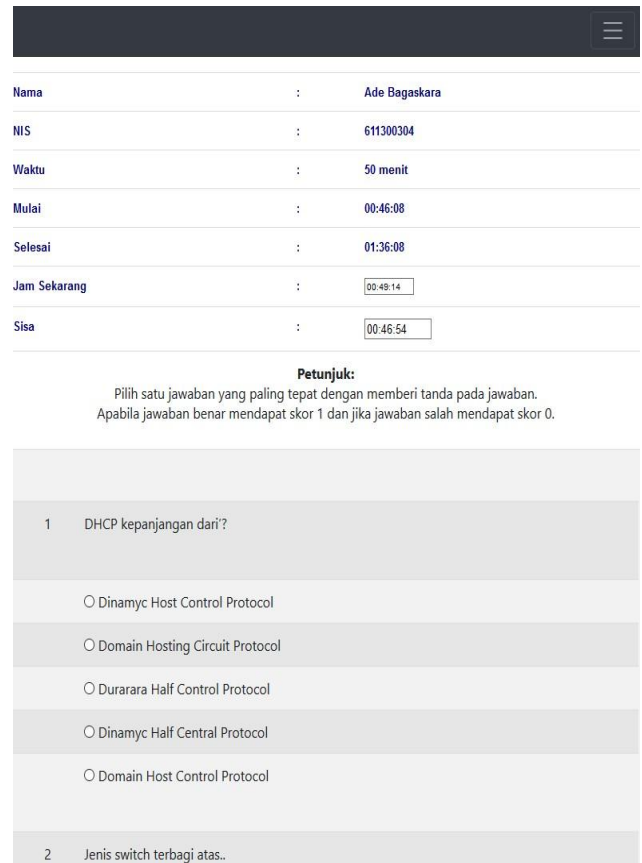 Nama : Ade Bagaskara
NIS : 611300304
Waktu : 50 menit
Mulai : 00:46:08
Selesai : 01:36:08
Jam Sekarang : 00:49:14
Sisa : 00:46:54
Petunjuk:
Pilih satu jawaban yang paling tepat dengan memberi tanda pada jawaban.
Apabila jawaban benar mendapat skor 1 dan jika jawaban salah mendapat skor 0.
1 DHCP kepanjangan dari'?
Dinamyc Host Control Protocol
Domain Hosting Circuit Protocol
Durarara Half Control Protocol
Dinamyc Half Central Protocol
Domain Host Control Protocol
2 Jenis switch terbagi atas..